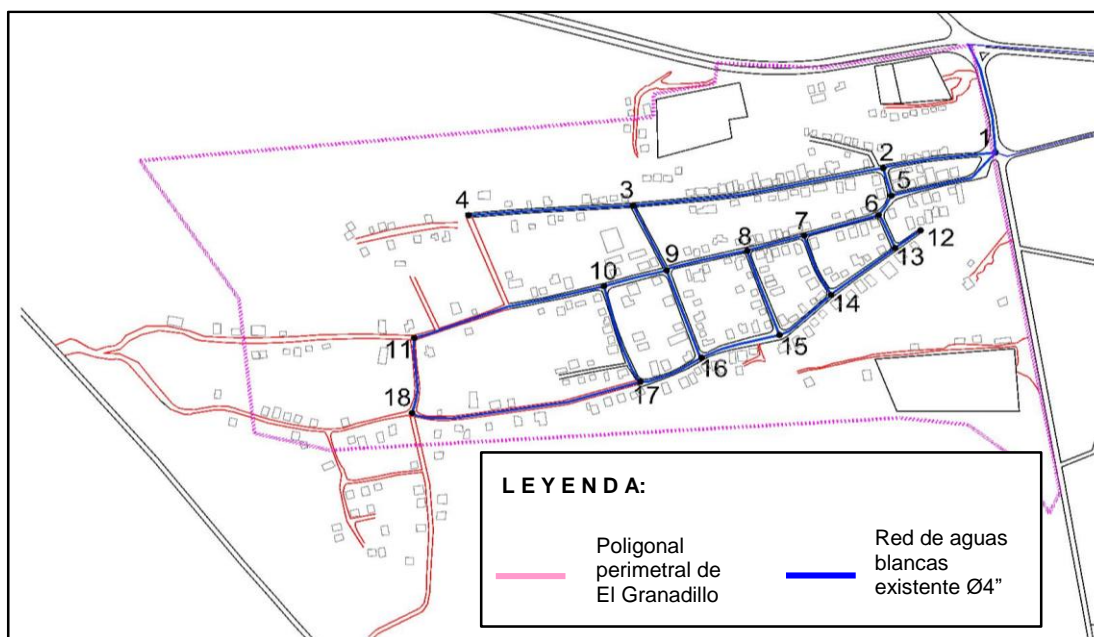 1
2
3
4
5
6
7
8
9
10
11
12
13
14
15
16
17
18
L E Y E N D A:
Poligonal
perimetral de
El Granadillo
Red de aguas
blancas
existente Ø4”